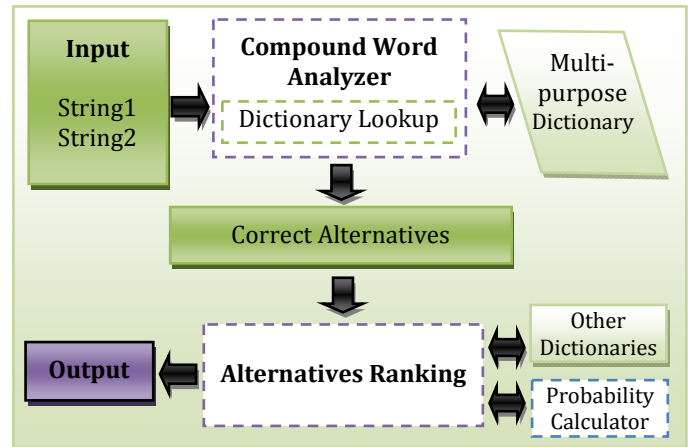 Input
String1
String2
Compound Word
Analyzer
Dictionary Lookup
Multi-
purpose
Dictionary
Correct Alternatives
Output
Alternatives Ranking
Other
Dictionaries
Probability
Calculator